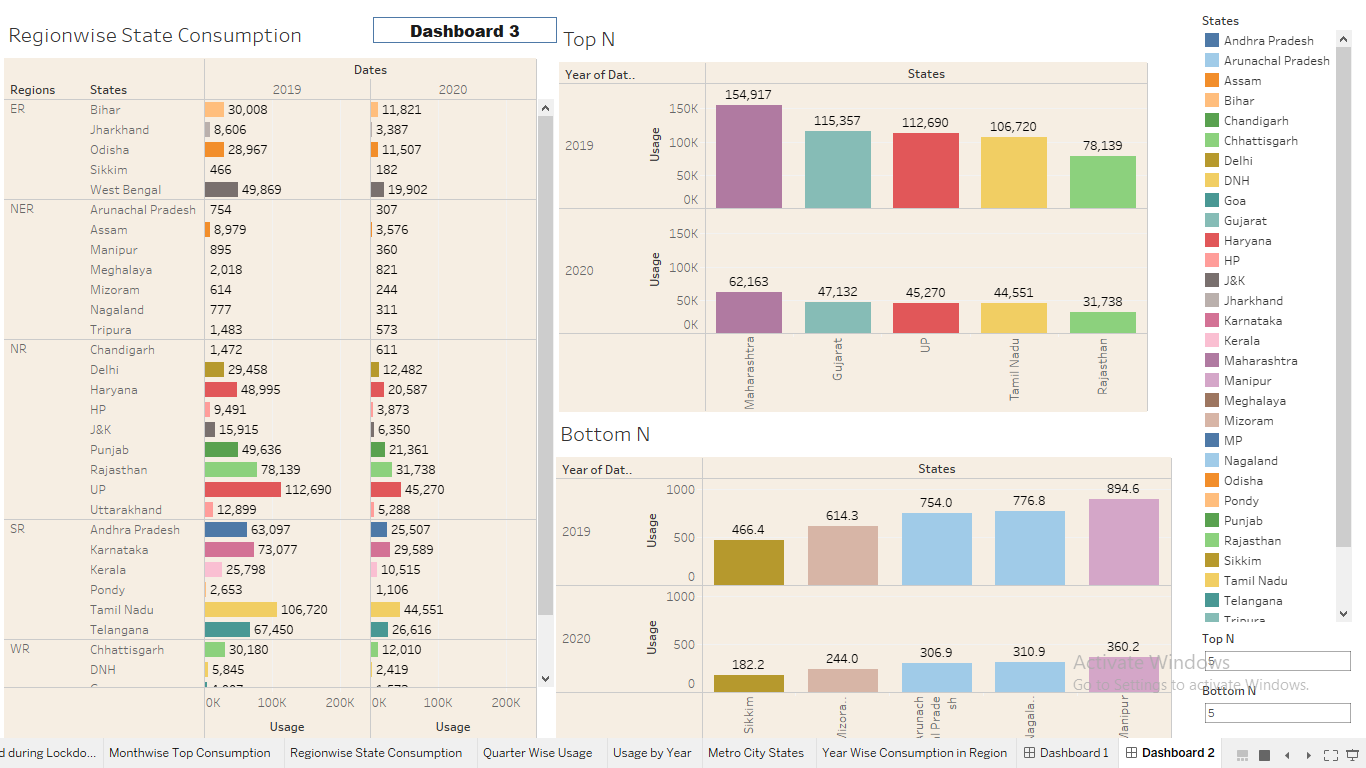 Regionwise State Consumption
Dashboard 3
Dates
Regions States 2019 2020
ER Bihar 30,008 11,821
Jharkhand 8,606 3,387
Odisha 28,967 11,507
Sikkim 466 182
West Bengal 49,869 19,902
NER Arunachal Pradesh 754 307
Assam 8,979 3,576
Manipur 895 360
Meghalaya 2,018 821
Mizoram 614 244
Nagaland 777 311
Tripura 1,483 573
NR Chandigarh 1,472 611
Delhi 29,458 12,482
Haryana 48,995 20,587
HP 9,491 3,873
J&K 15,915 6,350
Punjab 49,636 21,361
Rajasthan 78,139 31,738
UP 112,690 45,270
Uttarakhand 12,899 5,288
SR Andhra Pradesh 63,097 25,507
Karnataka 73,077 29,589
Kerala 25,798 10,515
Pondy 2,653 1,106
Tamil Nadu 106,720 44,551
Telangana 67,450 26,616
WR Chhattisgarh 30,180 12,010
DNH 5,845 2,419
0K 100K 200K 0K 100K 200K
Usage Usage
Top N
Year of Dat.. States
2019
Usage
150K
100K
50K
0K
154,917 115,357 112,690 106,720 78,139
2020
Usage
150K
100K
50K
0K
62,163 47,132 45,270 44,551 31,738
Maharashtra Gujarat UP Tamil Nadu Rajasthan
Bottom N
Year of Dat.. States
2019
Usage
1000
500
0
466.4 614.3 754.0 776.8 894.6
2020
Usage
1000
500
0
182.2 244.0 306.9 310.9 360.2
Sikkim Mizora.. Nagala..
States
Andhra Pradesh
Arunachal Pradesh
Assam
Bihar
Chandigarh
Chhattisgarh
Delhi
DNH
Goa
Gujarat
Haryana
HP
J&K
Jharkhand
Karnataka
Kerala
Maharashtra
Manipur
Meghalaya
Mizoram
MP
Nagaland
Odisha
Pondy
Punjab
Rajasthan
Sikkim
Tamil Nadu
Telangana
Tripura
Top N
5
Bottom N
5
Activate Windows
Go to Settings to activate Windows.
d during Lockdo... Monthwise Top Consumption Regionwise State Consumption Quarter Wise Usage Usage by Year Metro City States Year Wise Consumption in Region Dashboard 1 Dashboard 2